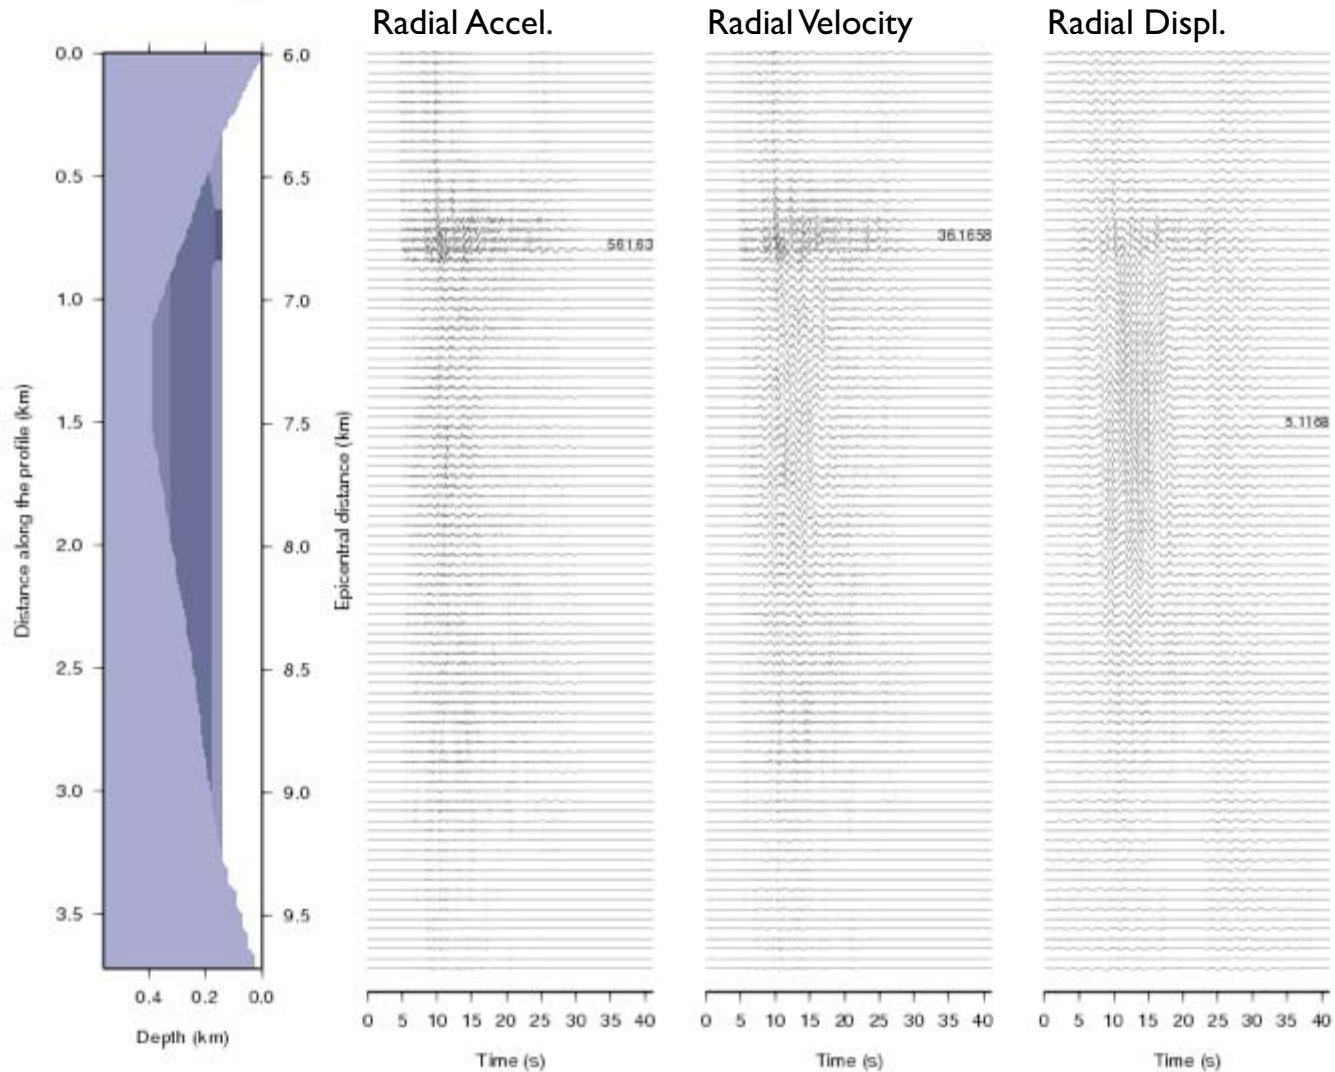 Radial Accel.
Radial Velocity
Radial Displ.
0.0
0.5
1.0
1.5
2.0
2.5
3.0
3.5
Distance along the profile (km)
6.0
6.5
7.0
7.5
8.0
8.5
9.0
9.5
Epicentral distance (km)
0.4 0.2 0.0
Depth (km)
561.63
36.1658
5.1168
0 5 10 15 20 25 30 35 40
Time (s)
0 5 10 15 20 25 30 35 40
Time (s)
0 5 10 15 20 25 30 35 40
Time (s)